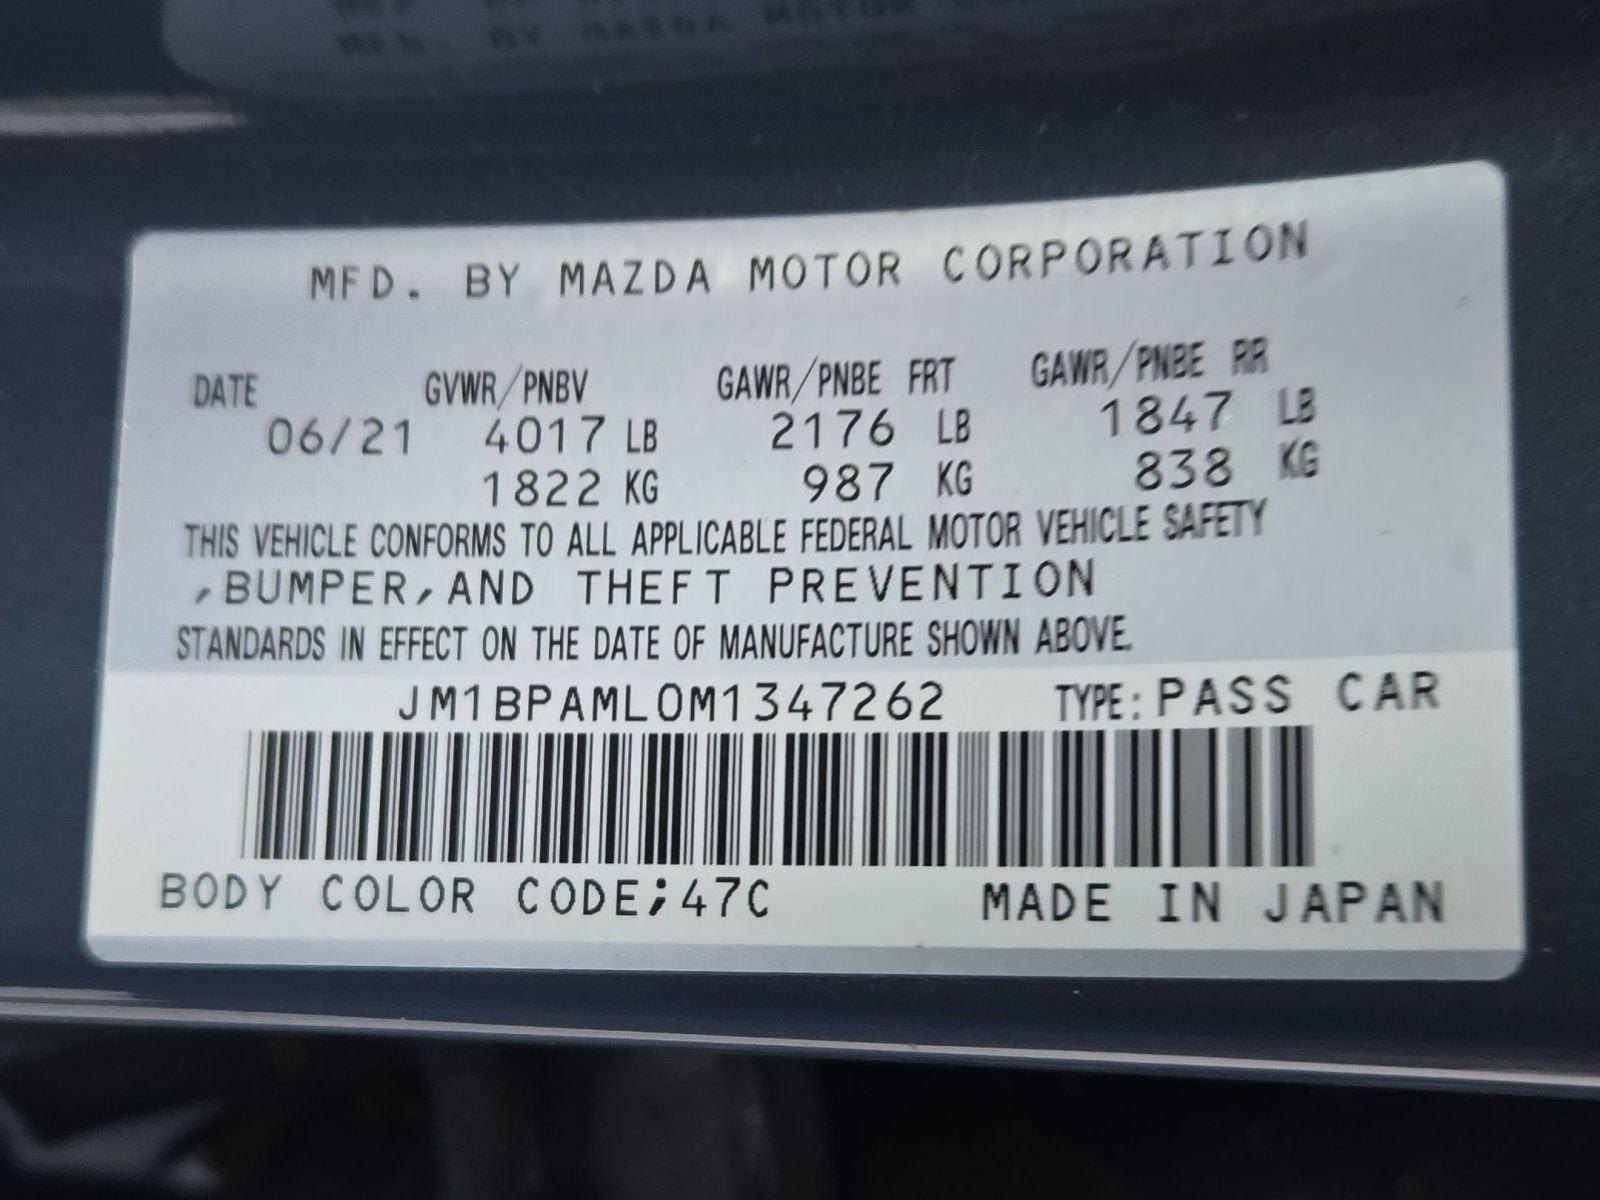 MFD. BY MAZDA MOTOR CORPORATION
DATE GVWR/PNBV GAWR/PNBE FRT GAWR/PNBE RR
06/21 4017 LB 2176 LB 1847 LB
1822 KG 987 KG 838 KG
THIS VEHICLE CONFORMS TO ALL APPLICABLE FEDERAL MOTOR VEHICLE SAFETY
,BUMPER,AND THEFT PREVENTION
STANDARDS IN EFFECT ON THE DATE OF MANUFACTURE SHOWN ABOVE.
JM1BPAML0M1347262 TYPE: PASS CAR
BODY COLOR CODE;47C MADE IN JAPAN